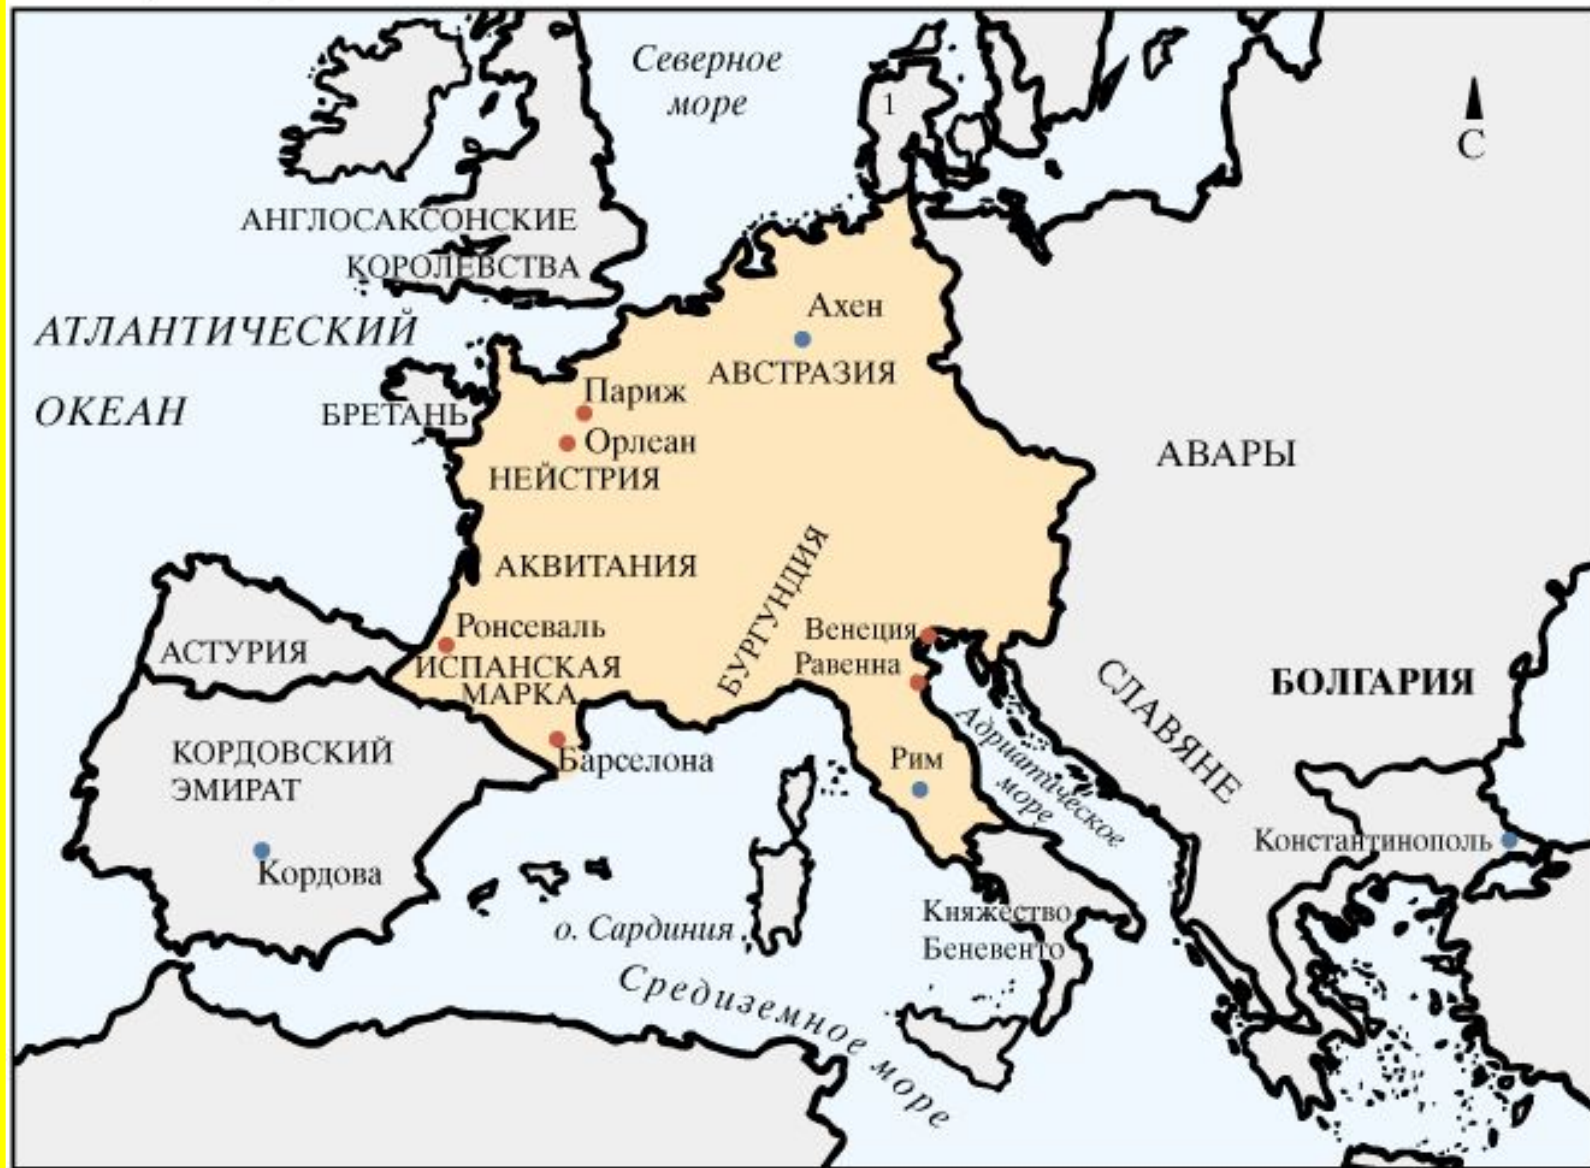 Северное
море
1
С
АНГЛОСАКСОНСКИЕ
КОРОЛЕВСТВА
АТЛАНТИЧЕСКИЙ
ОКЕАН
Ахен
АВСТРАЗИЯ
Париж
БРЕТАНЬ
Орлеан
НЕЙСТРИЯ
АВАРЫ
АКВИТАНИЯ
БУРГУНДИЯ
Ронсеваль
Венеция
АСТУРИЯ
ИСПАНСКАЯ
МАРКА
Равенна
СЛАВЯНЕ
БОЛГАРИЯ
КОРДОВСКИЙ
ЭМИРАТ
Барселона
Рим
Адриатическое
море
Константинополь
Кордова
о. Сардиния
Княжество
Беневенто
Средиземное море